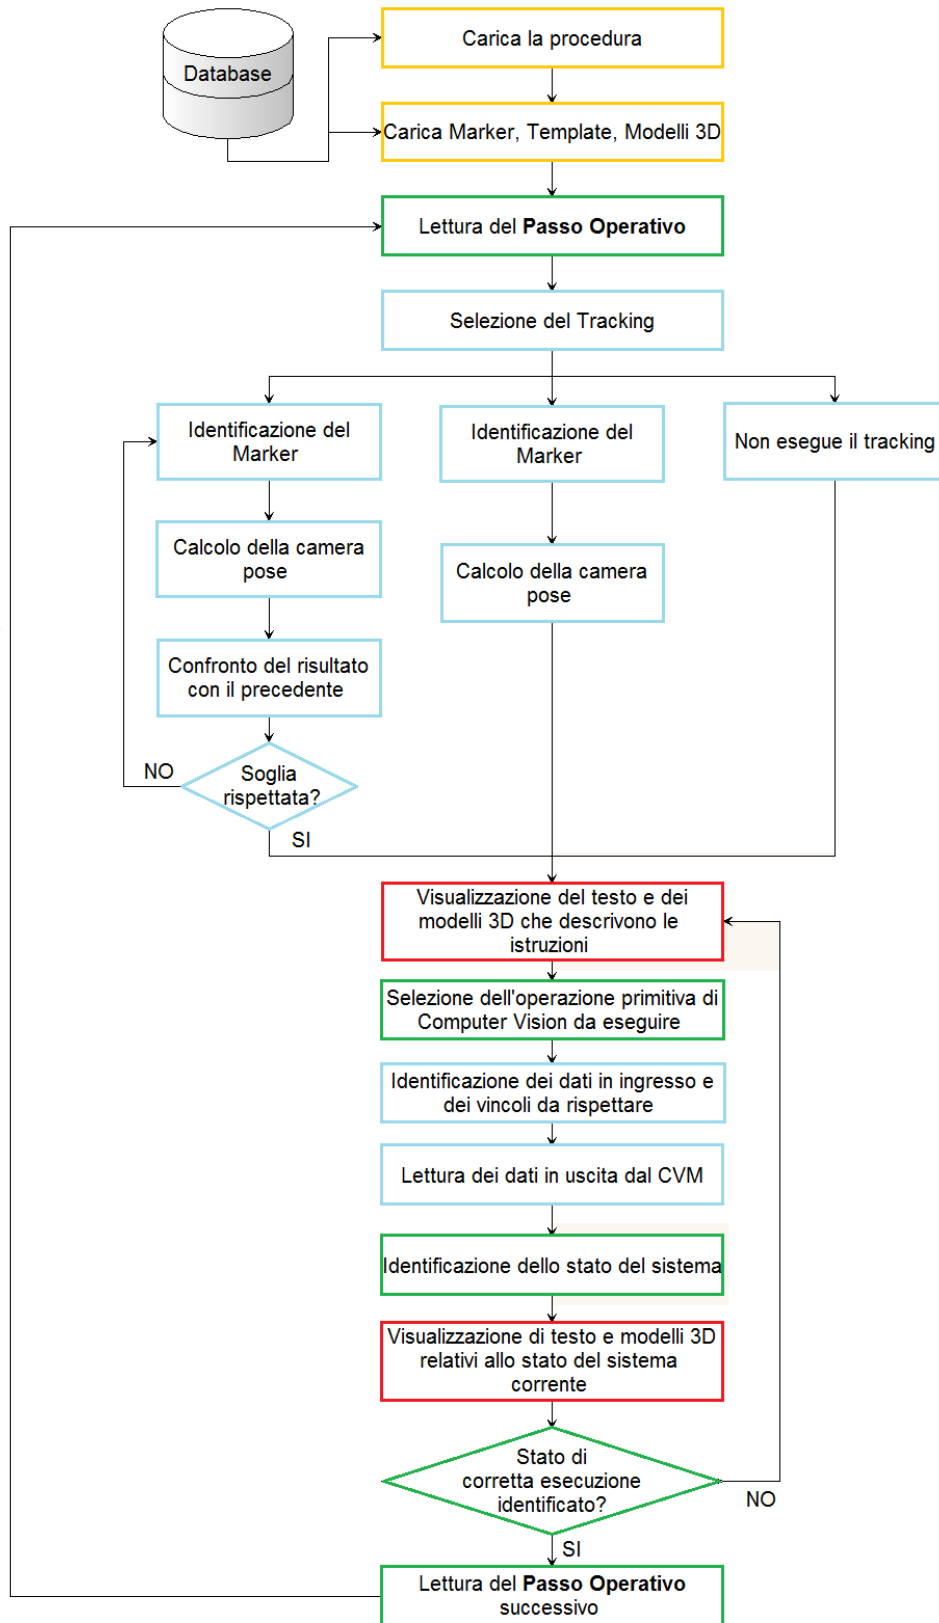 Database
Carica la procedura
Carica Marker, Template, Modelli 3D
Lettura del Passo Operativo
Selezione del Tracking
Identificazione del
Marker
Identificazione del
Marker
Non esegue il tracking
Calcolo della camera
pose
Calcolo della camera
pose
Confronto del risultato
con il precedente
Soglia
rispettata?
NO
SI
Visualizzazione del testo e dei
modelli 3D che descrivono le
istruzioni
Selezione dell'operazione primitiva di
Computer Vision da eseguire
Identificazione dei dati in ingresso e
dei vincoli da rispettare
Lettura dei dati in uscita dal CVM
Identificazione dello stato del sistema
Visualizzazione di testo e modelli 3D
relativi allo stato del sistema
corrente
Stato di
corretta esecuzione
identificato?
NO
SI
Lettura del Passo Operativo
successivo